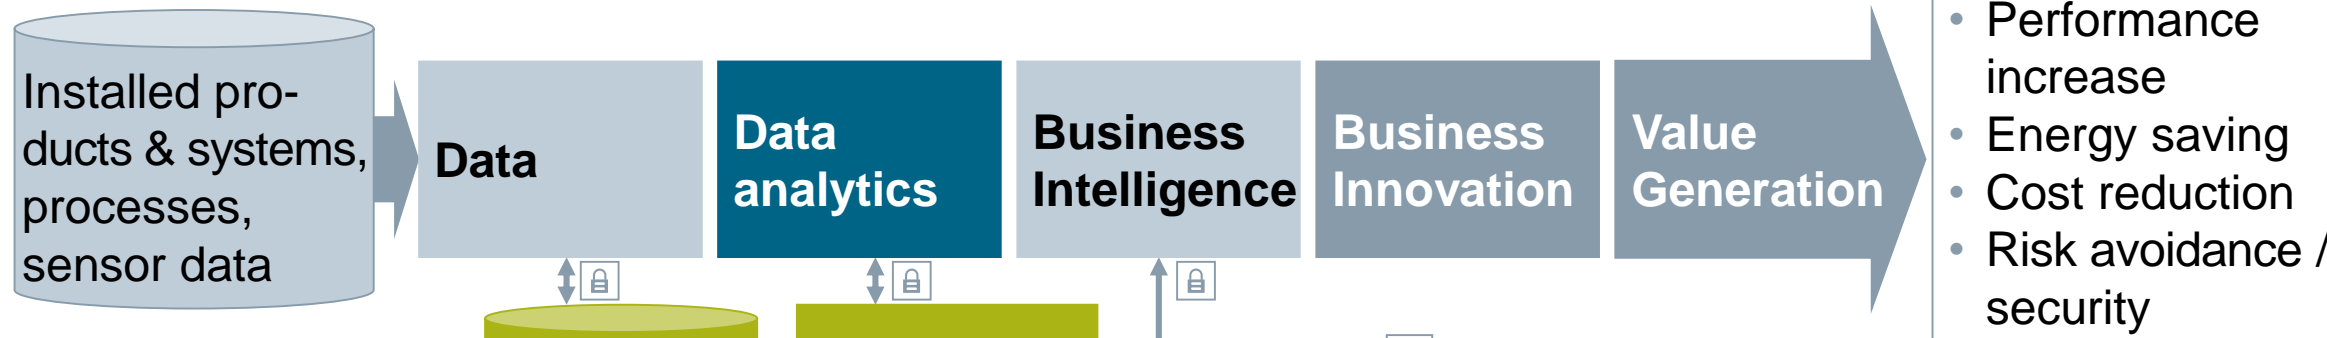 Installed pro-
ducts & systems,
processes,
sensor data
Data
Data
analytics
Business
Intelligence
Business
Innovation
Value
Generation
• Performance
increase
• Energy saving
• Cost reduction
• Risk avoidance /
security